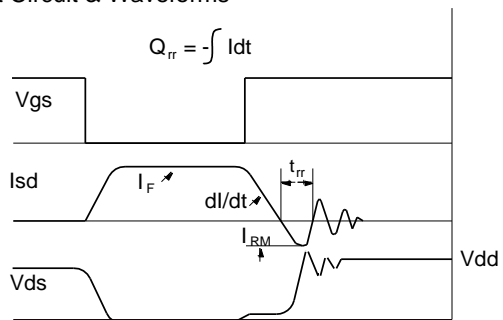 Circuit & Waveforms
Qrr = -∫ Idt
Vgs
Isd
IF
dI/dt
trr
IRM
Vds
Vdd